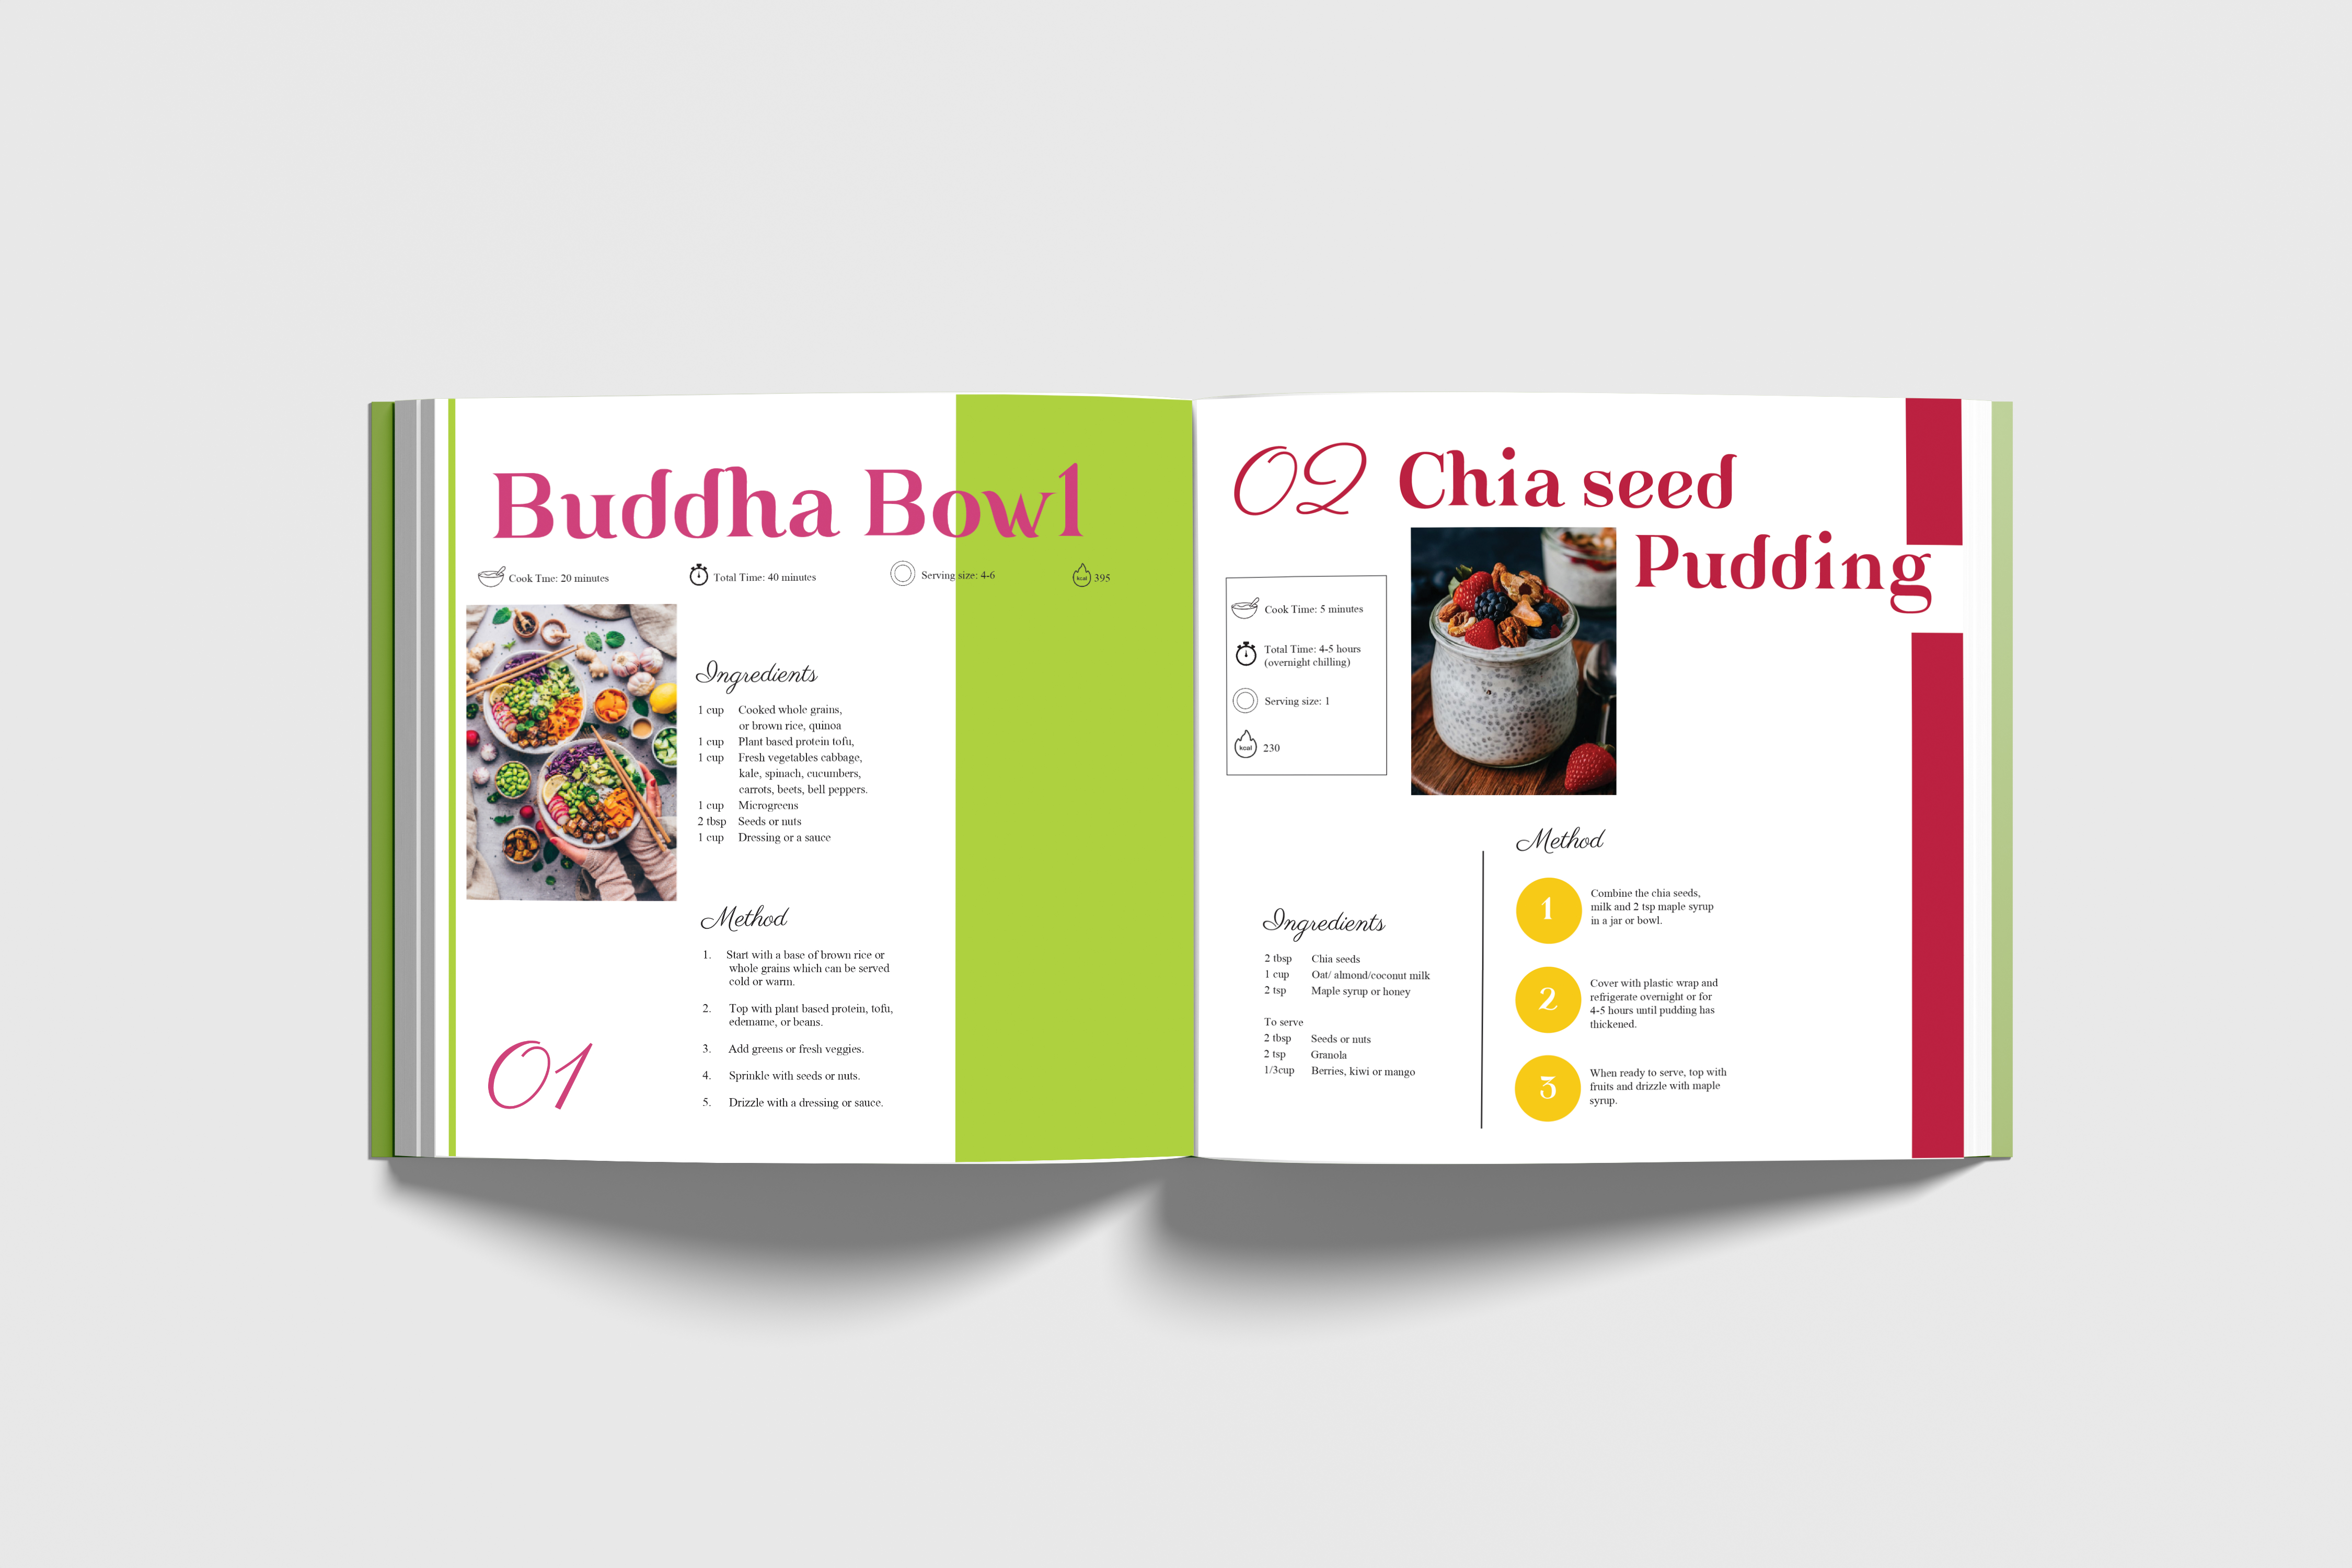 Buddha Bowl
Cook Tme: 20 minutes
Total Time: 40 minutes
Serving size: 4-6
kcal 395
Ingredients
1 cup Cooked whole grains,
or brown rice, quinoa
1 cup Plant based protein tofu,
1 cup Fresh vegetables cabbage,
kale, spinach, cucumbers,
carrots, beets, bell peppers.
1 cup Microgreens
2 tbsp Seeds or nuts
1 cup Dressing or a sauce
Method
1. Start with a base of brown rice or
whole grains which can be served
cold or warm.
2. Top with plant based protein, tofu,
edemame, or beans.
3. Add greens or fresh veggies.
4. Sprinkle with seeds or nuts.
5. Drizzle with a dressing or sauce.
01
02 Chia seed
Pudding
Cook Time: 5 minutes
Total Time: 4-5 hours
(overnight chilling)
Serving size: 1
kcal 230
Ingredients
2 tbsp Chia seeds
1 cup Oat/ almond/coconut milk
2 tsp Maple syrup or honey
To serve
2 tbsp Seeds or nuts
2 tsp Granola
1/3cup Berries, kiwi or mango
Method
1 Combine the chia seeds,
milk and 2 tsp maple syrup
in a jar or bowl.
2 Cover with plastic wrap and
refrigerate overnight or for
4-5 hours until pudding has
thickened.
3 When ready to serve, top with
fruits and drizzle with maple
syrup.